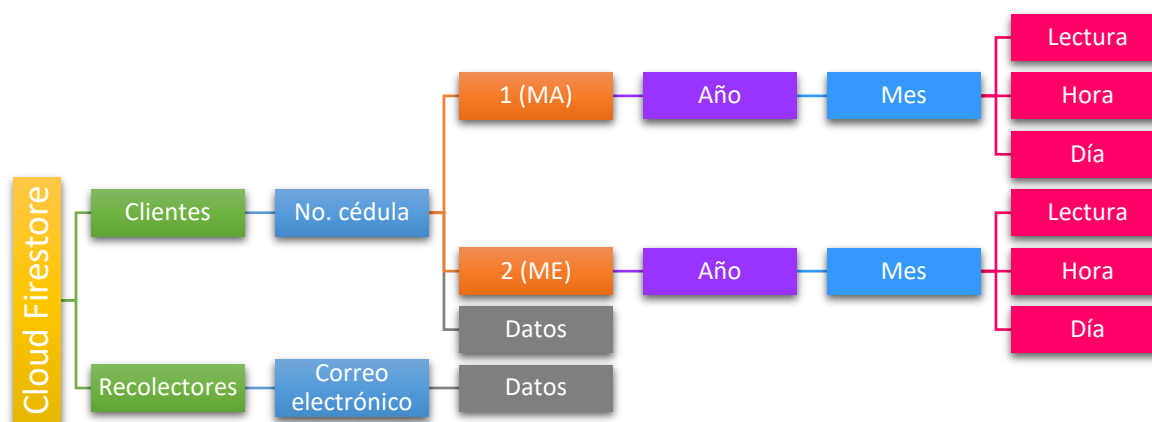 Cloud Firestore
Clientes
No. cédula
1 (MA)
Año
Mes
Lectura
Hora
Día
2 (ME)
Año
Mes
Lectura
Hora
Día
Datos
Recolectores
Correo
electrónico
Datos